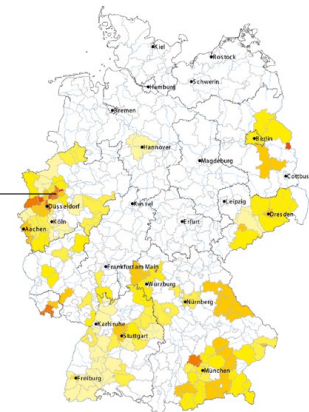 Kiel
Rostock
Hamburg
Schwerin
Bremen
Hannover
Berlin
Magdeburg
Cottbus
Düsseldorf
Kassel
Leipzig
Dresden
Köln
Erfurt
Aachen
Frankfurt am Main
Würzburg
Nürnberg
Karlsruhe
Stuttgart
München
Freiburg